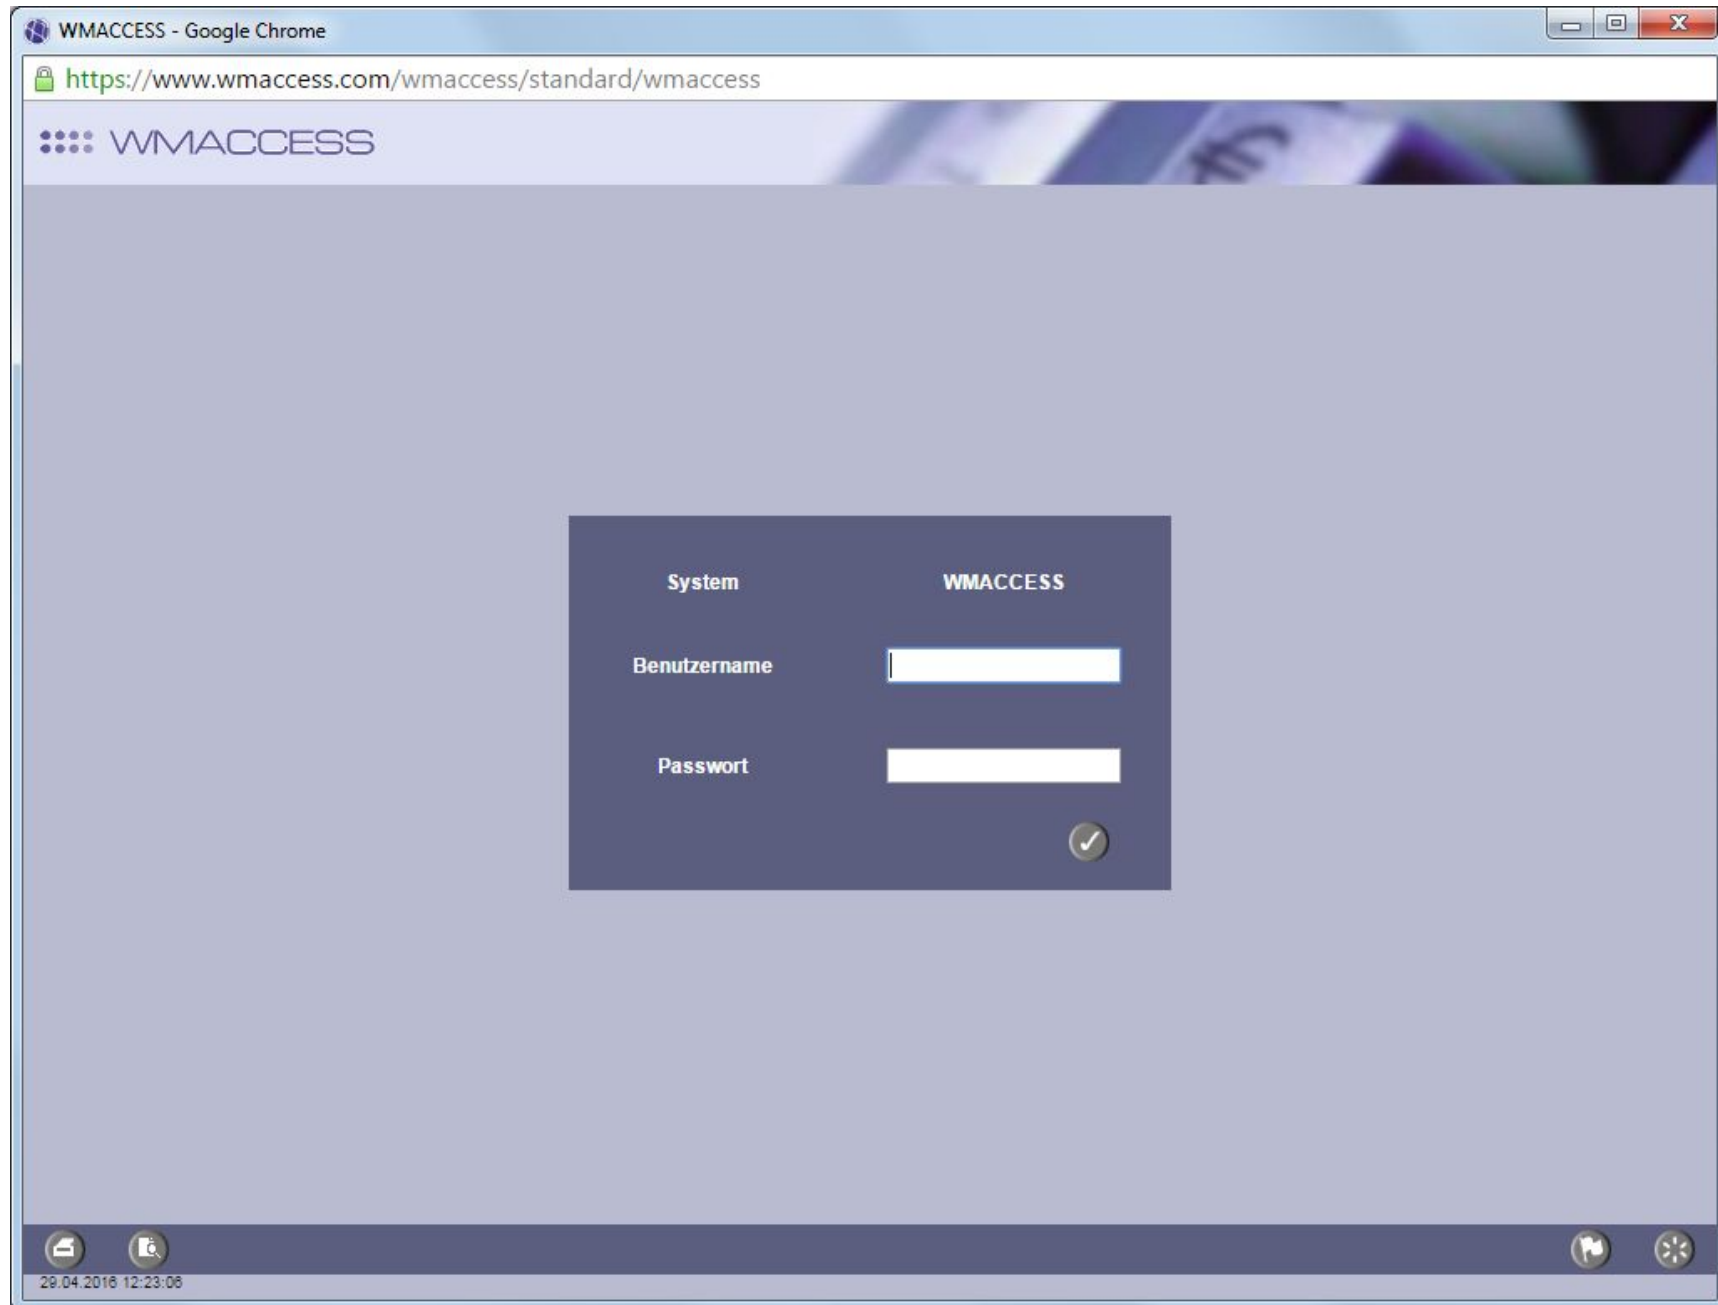 WMACCESS - Google Chrome
https://www.wmaccess.com/wmaccess/standard/wmaccess
WMACCESS
System WMACCESS
Benutzername
Passwort
29.04.2016 12:23:06